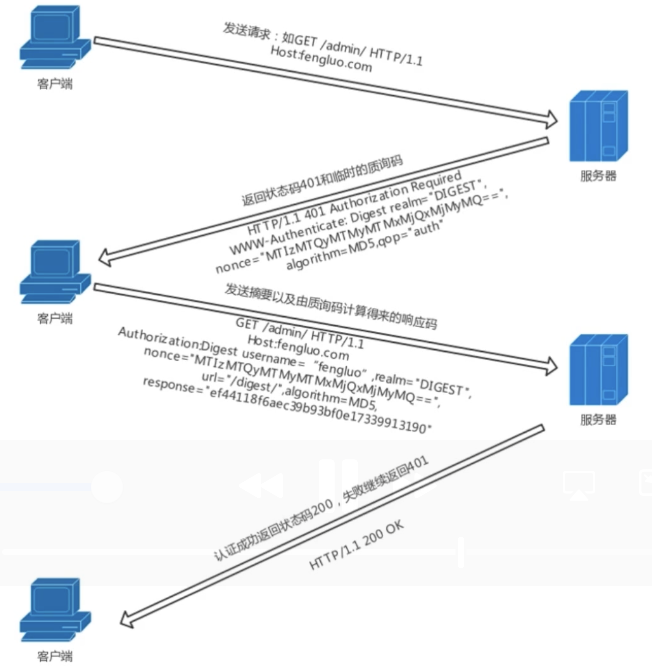 发送请求：如GET /admin/ HTTP/1.1
Host:fengluo.com
客户端
服务器
返回状态码401和临时的质询码
HTTP/1.1 401 Authorization Required
WWW-Authenticate: Digest realm="DIGEST",
nonce="MTIzMTQyMTMyMTMxMjQxMjMyMQ==",
algorithm=MD5,qop="auth"
客户端
发送摘要以及由质询码计算得来的响应码
GET /admin/ HTTP/1.1
Host:fengluo.com
Authorization:Digest username= “fengluo” ,realm="DIGEST",
nonce="MTIzMTQyMTMyMTMxMjQxMjMyMQ==",
url="/digest/",algorithm=MD5,
response="ef44118f6aec39b93bf0e17339913190"
服务器
认证成功返回状态码200，失败继续返回401
HTTP/1.1 200 OK
客户端